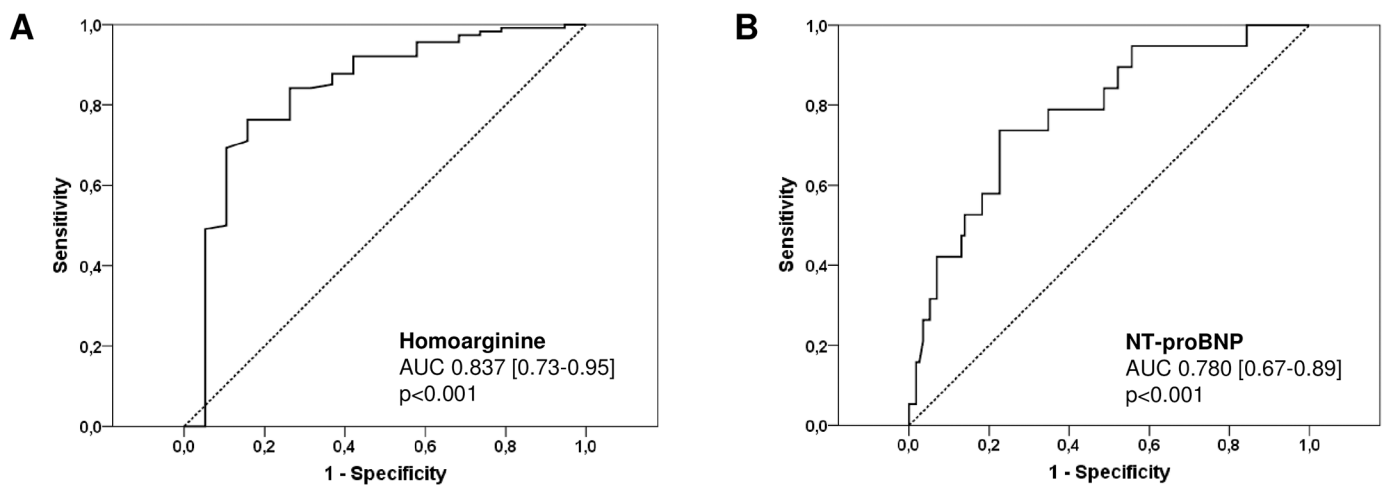 A
1,0
0,8
0,6
0,4
0,2
0,0
Sensitivity
0,0 0,2 0,4 0,6 0,8 1,0
1 - Specificity
Homoarginine
AUC 0.837 [0.73-0.95]
p<0.001
B
1,0
0,8
0,6
0,4
0,2
0,0
Sensitivity
0,0 0,2 0,4 0,6 0,8 1,0
1 - Specificity
NT-proBNP
AUC 0.780 [0.67-0.89]
p<0.001